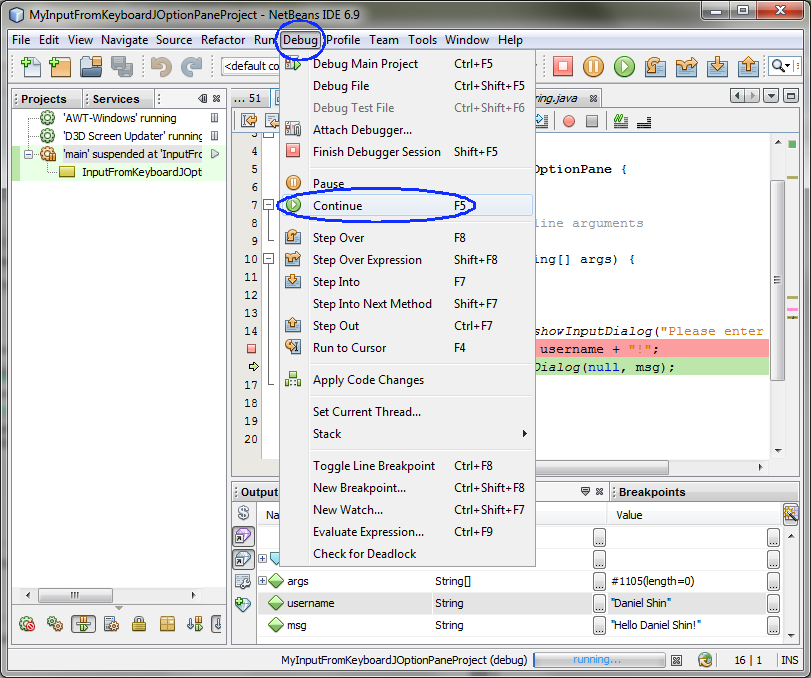 MyInputFromKeyboardJOptionPaneProject - NetBeans IDE 6.9
File Edit View Navigate Source Refactor Run Debug Profile Team Tools Window Help
<default co
Projects Services
... 51
ring.java
'AWT-Windows' running
'D3D Screen Updater' running
'main' suspended at 'InputFro
InputFromKeyboardJOpt
Debug Main Project Ctrl+F5
Debug File Ctrl+Shift+F5
Debug Test File Ctrl+Shift+F6
Attach Debugger...
Finish Debugger Session Shift+F5
Pause
Continue F5
Step Over F8
Step Over Expression Shift+F8
Step Into F7
Step Into Next Method Shift+F7
Step Out Ctrl+F7
Run to Cursor F4
Apply Code Changes
Set Current Thread...
Stack
Toggle Line Breakpoint Ctrl+F8
New Breakpoint... Ctrl+Shift+F8
New Watch... Ctrl+Shift+F7
Evaluate Expression... Ctrl+F9
Check for Deadlock
4
5 OptionPane {
6
7
8 line arguments
9
10 ing[] args) {
11
12
13
14 showInputDialog("Please enter
username + "!";
Dialog(null, msg);
17
18
19
20
Output
Breakpoints
Na
Value
args String[] ... #1105(length=0) ...
username String ... "Daniel Shin" ...
msg String ... "Hello Daniel Shin!" ...
MyInputFromKeyboardJOptionPaneProject (debug) running... 16 | 1 INS